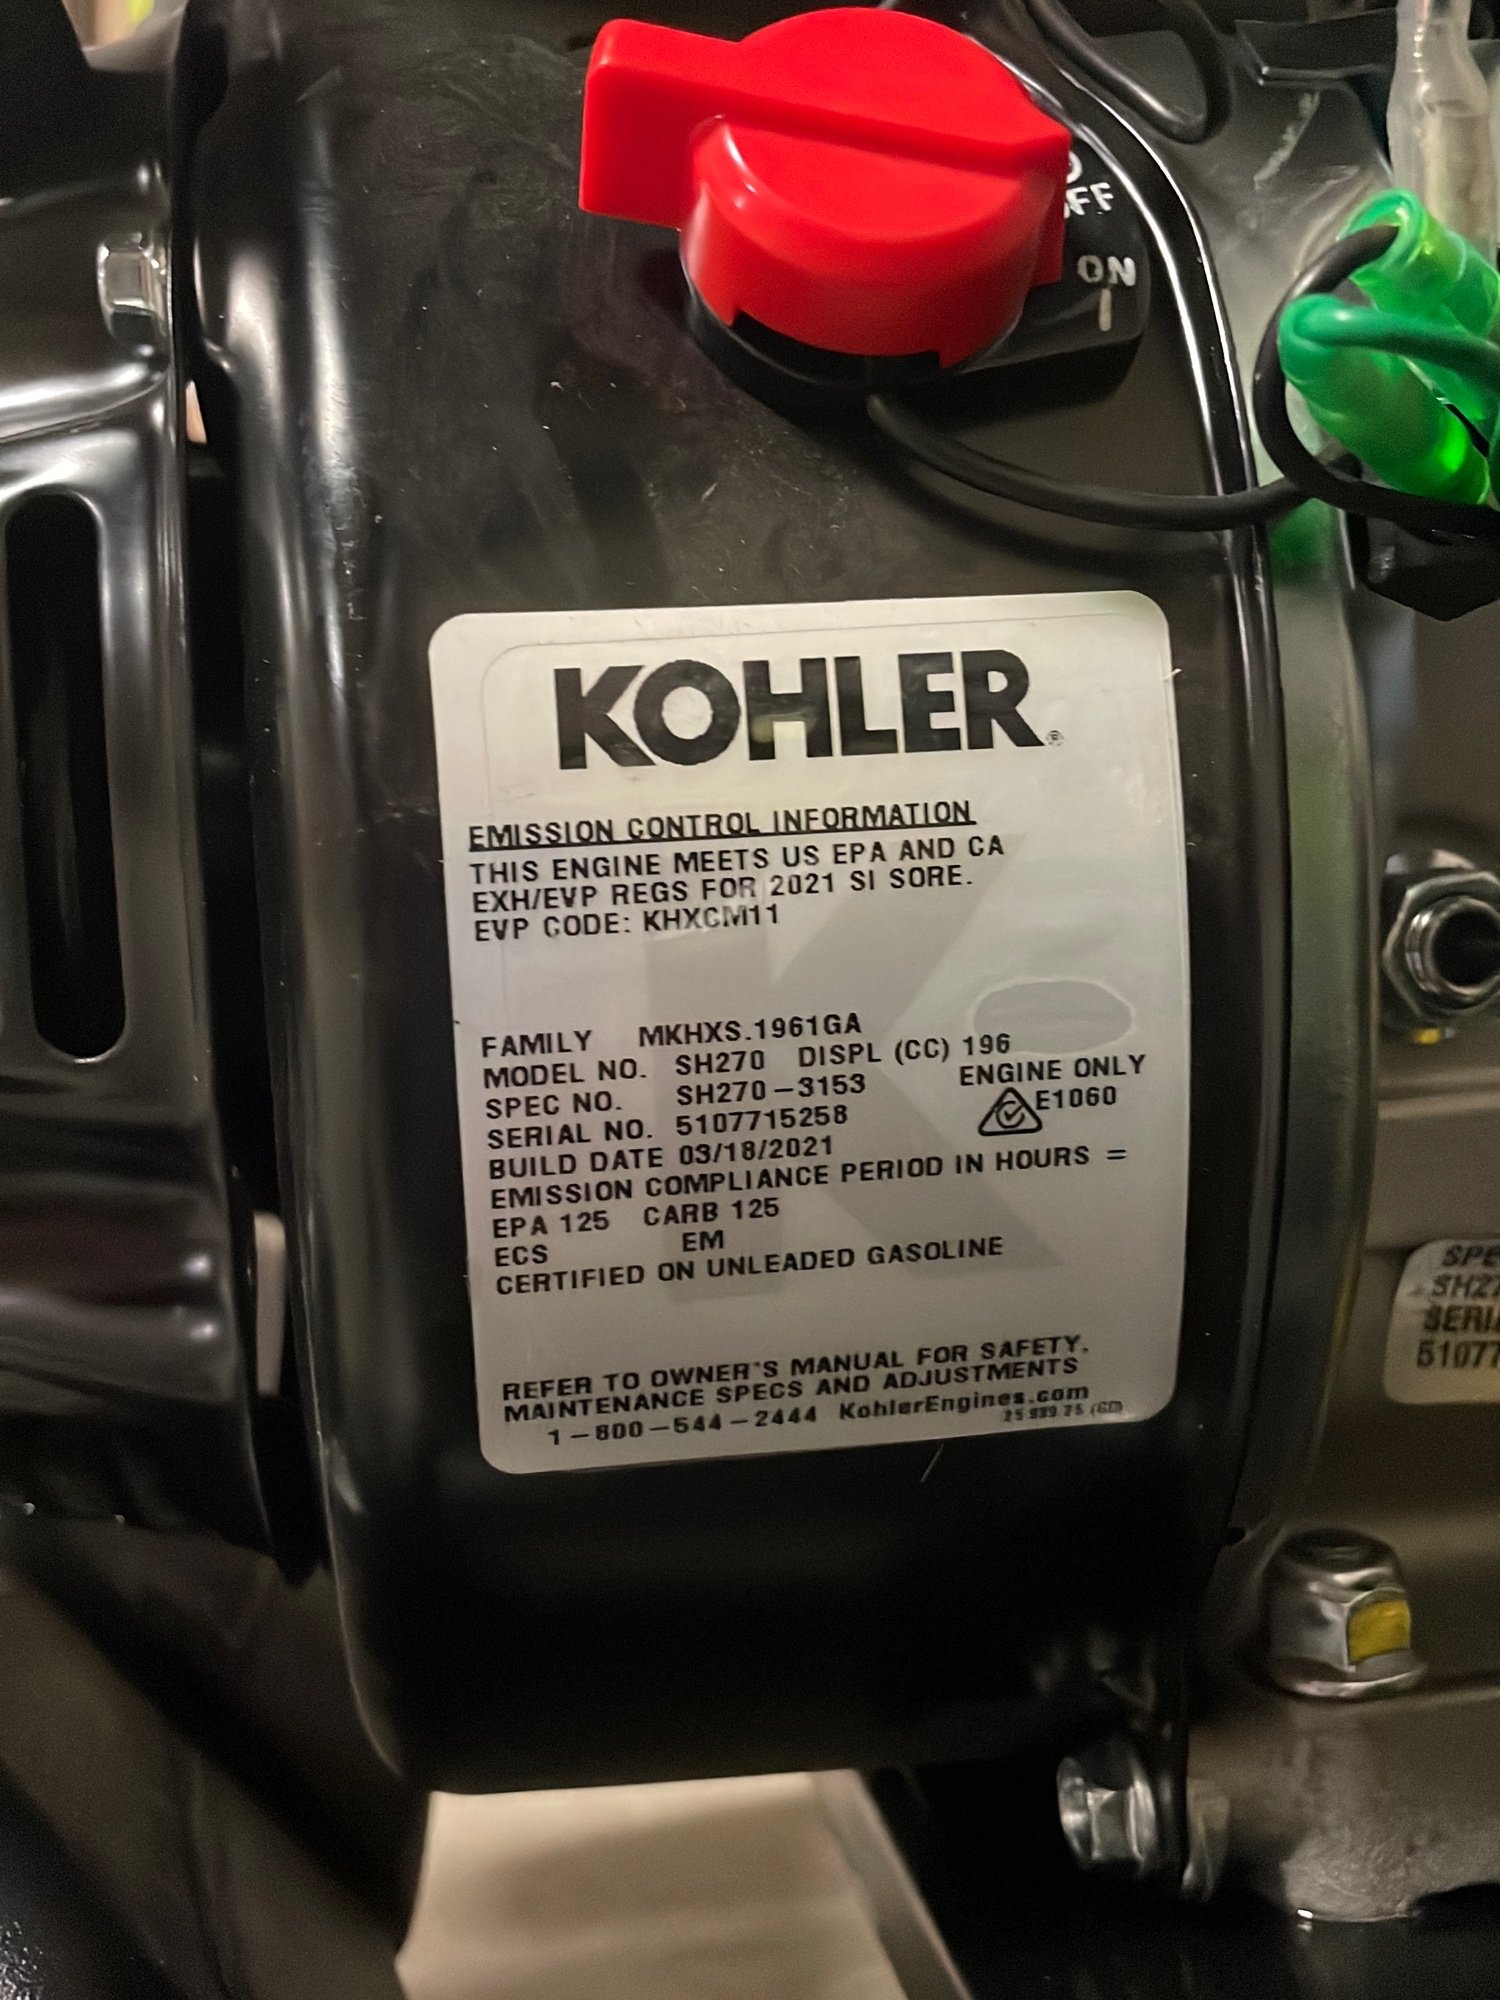 OFF
ON
KOHLER®
EMISSION CONTROL INFORMATION
THIS ENGINE MEETS US EPA AND CA
EXH/EVP REGS FOR 2021 SI SORE.
EVP CODE: KHXCM11
FAMILY MKHXS.1961GA
MODEL NO. SH270 DISPL (CC) 196
SPEC NO. SH270-3153 ENGINE ONLY
SERIAL NO. 5107715258 E1060
BUILD DATE 03/18/2021
EMISSION COMPLIANCE PERIOD IN HOURS =
EPA 125 CARB 125
ECS EM
CERTIFIED ON UNLEADED GASOLINE
REFER TO OWNER'S MANUAL FOR SAFETY,
MAINTENANCE SPECS AND ADJUSTMENTS
1-800-544-2444 KohlerEngines.com
SPE
SH27
SERIA
51077